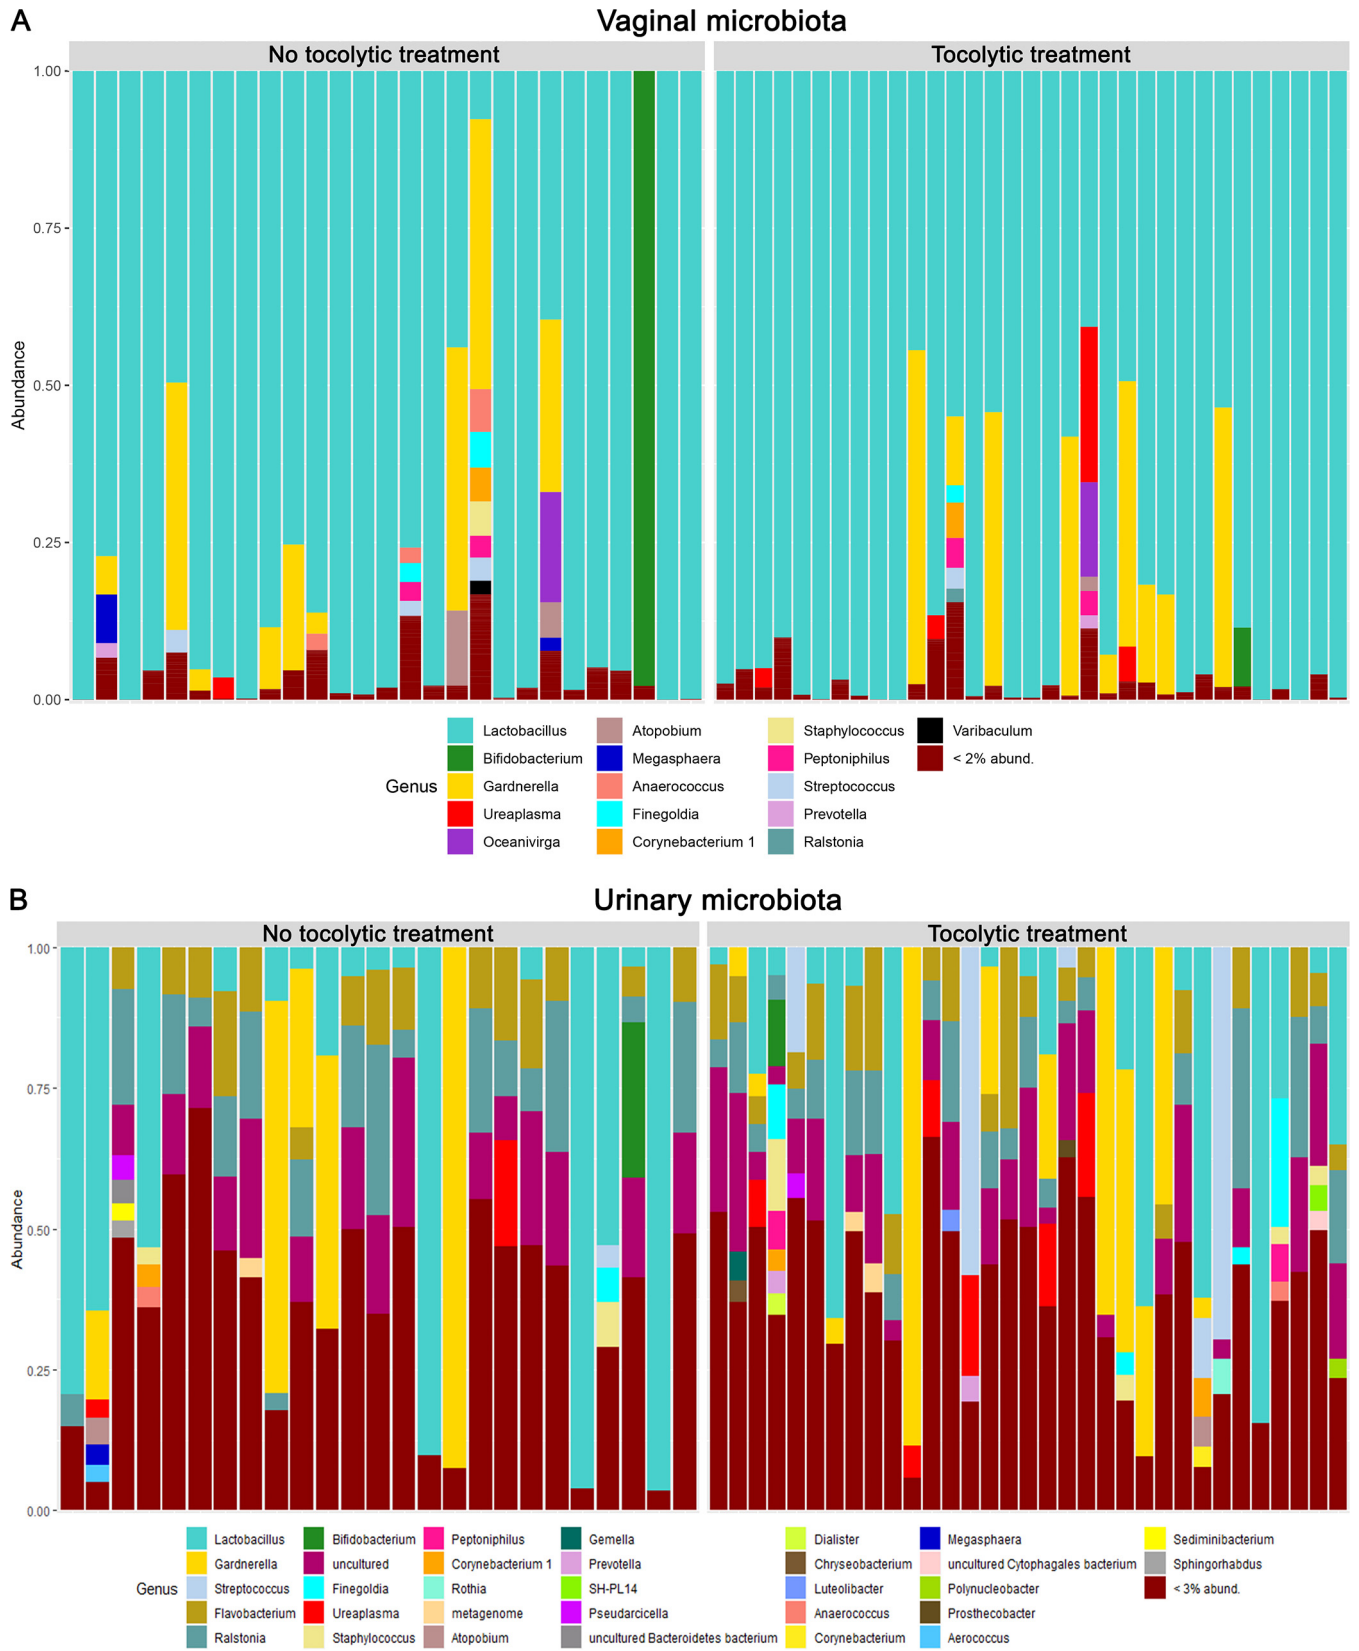 A
Vaginal microbiota
No tocolytic treatment
Tocolytic treatment
1.00
0.75
0.50
0.25
0.00
Abundance
Genus
Lactobacillus
Bifidobacterium
Gardnerella
Ureaplasma
Oceanivirga
Atopobium
Megasphaera
Anaerococcus
Finegoldia
Corynebacterium 1
Staphylococcus
Peptoniphilus
Streptococcus
Prevotella
Ralstonia
Varibaculum
< 2% abund.
B
Urinary microbiota
No tocolytic treatment
Tocolytic treatment
1.00
0.75
0.50
0.25
0.00
Abundance
Genus
Lactobacillus
Gardnerella
Streptococcus
Flavobacterium
Ralstonia
Bifidobacterium
uncultured
Finegoldia
Ureaplasma
Staphylococcus
Peptoniphilus
Corynebacterium 1
Rothia
metagenome
Atopobium
Gemella
Prevotella
SH-PL14
Pseudarcicella
uncultured Bacteroidetes bacterium
Dialister
Chryseobacterium
Luteolibacter
Anaerococcus
Corynebacterium
Megasphaera
uncultured Cytophagales bacterium
Polynucleobacter
Prosthecobacter
Aerococcus
Sediminibacterium
Sphingorhabdus
< 3% abund.